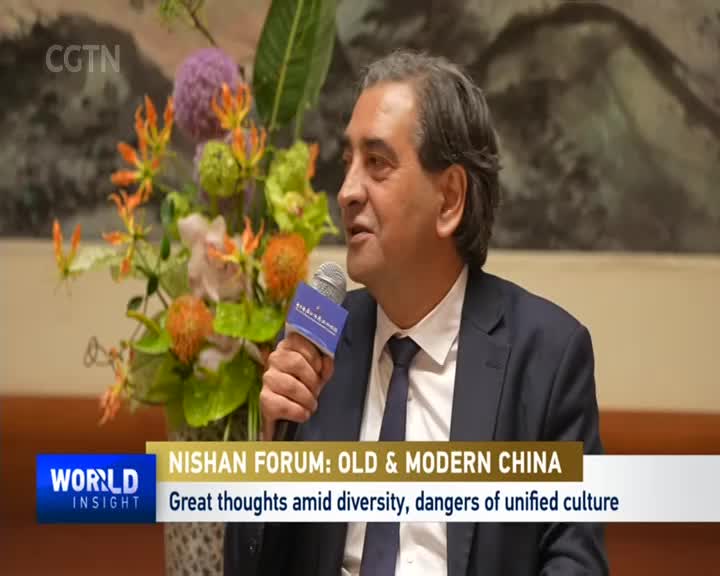 CGTN
NISHAN FORUM: OLD & MODERN CHINA
WORLD
INSIGHT
Great thoughts amid diversity, dangers of unified culture